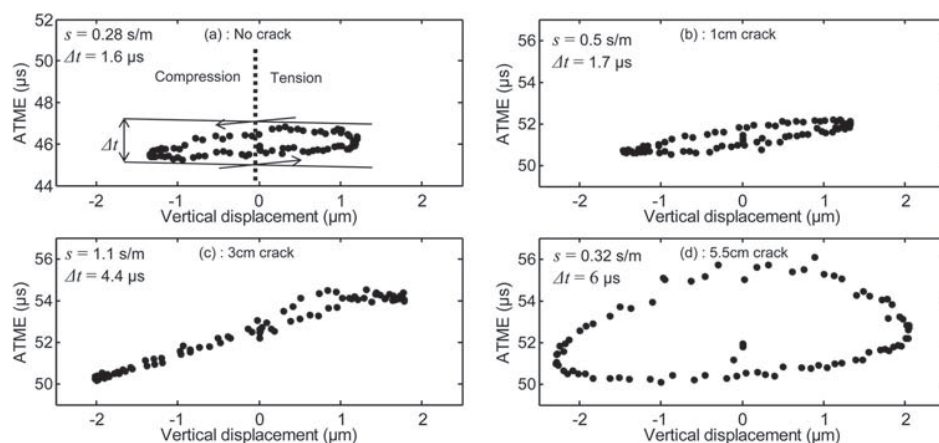 52
50
48
46
44
ATME (µs)
s = 0.28 s/m
Δt = 1.6 µs
(a) : No crack
Compression
Tension
Δt
-2 -1 0 1 2
Vertical displacement (µm)
56
54
52
50
ATME (µs)
s = 0.5 s/m
Δt = 1.7 µs
(b) : 1cm crack
-2 -1 0 1 2
Vertical displacement (µm)
56
54
52
50
ATME (µs)
s = 1.1 s/m
Δt = 4.4 µs
(c) : 3cm crack
-2 -1 0 1 2
Vertical displacement (µm)
56
54
52
50
ATME (µs)
s = 0.32 s/m
Δt = 6 µs
(d) : 5.5cm crack
-2 -1 0 1 2
Vertical displacement (µm)